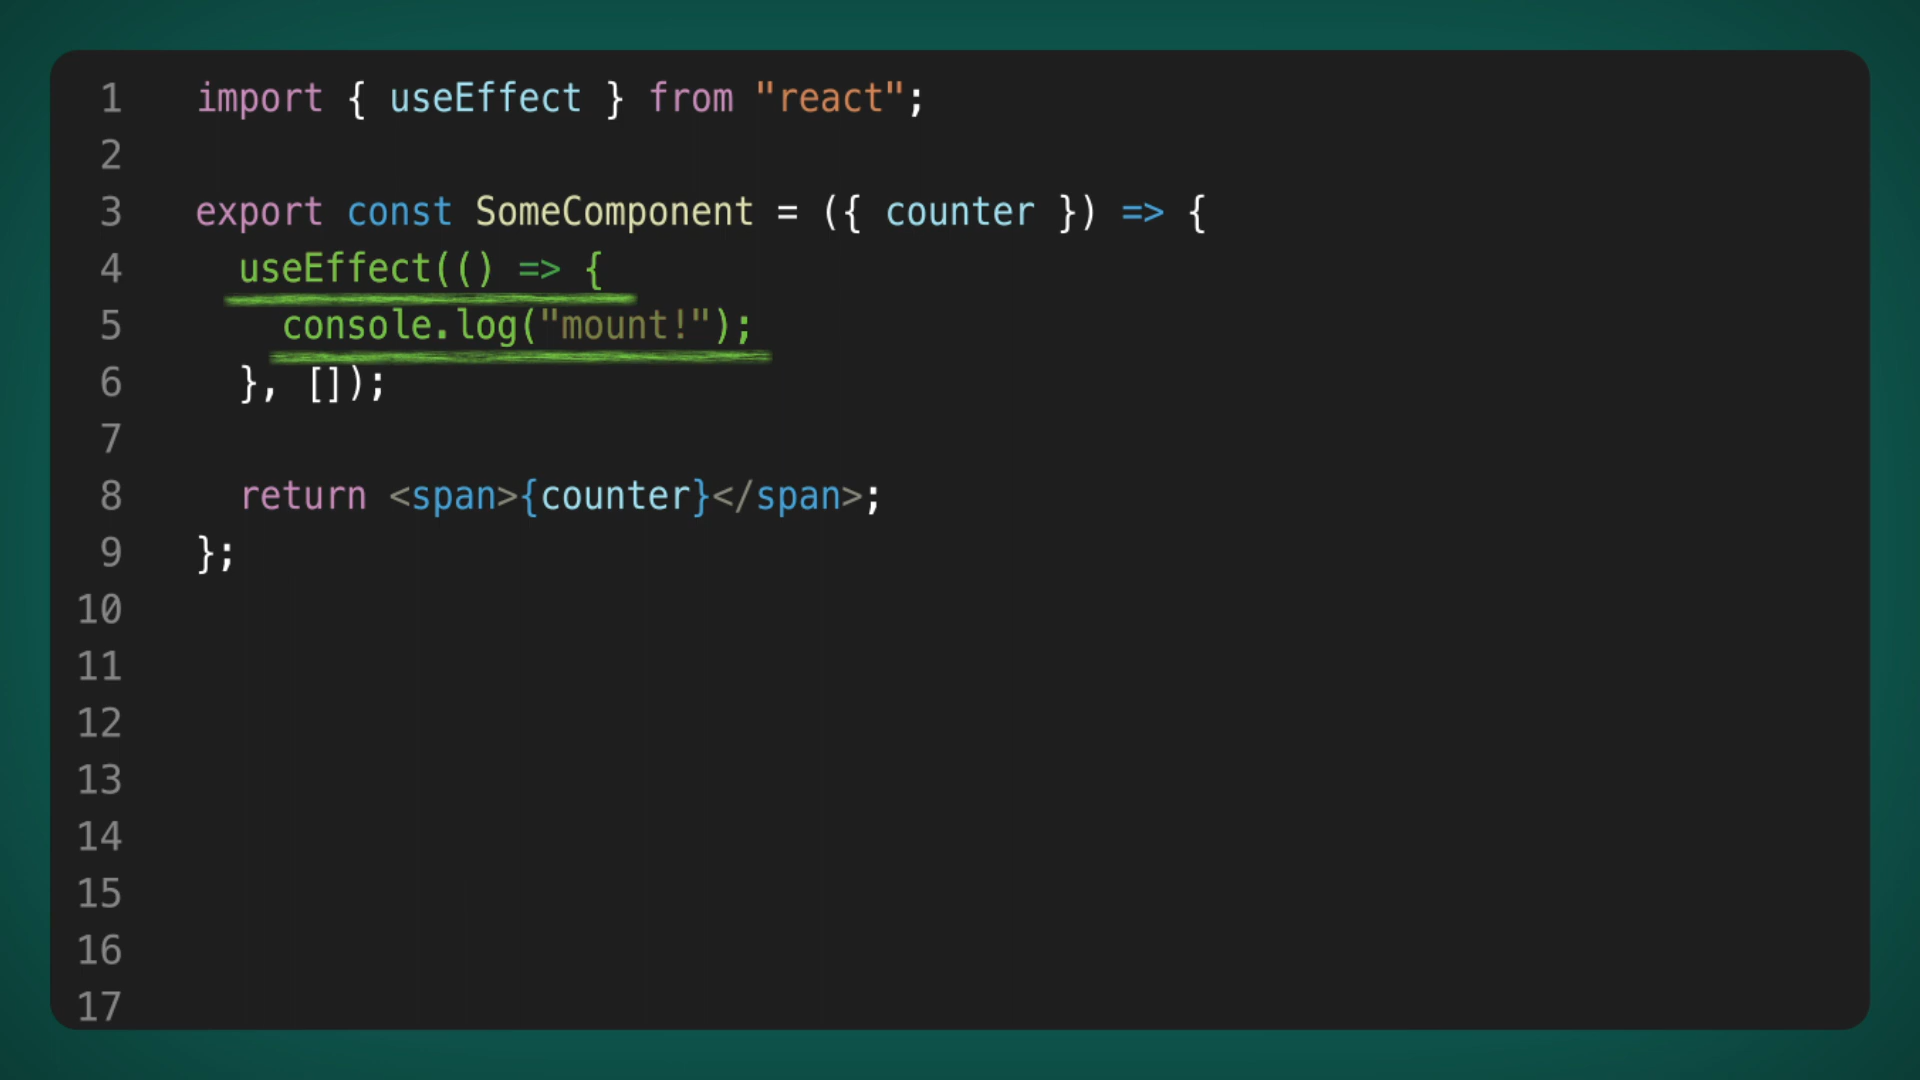 1 import { useEffect } from "react";
2
3 export const SomeComponent = ({ counter }) => {
4 useEffect(() => {
5 console.log("mount!");
6 }, []);
7
8 return <span>{counter}</span>;
9 };
10
11
12
13
14
15
16
17